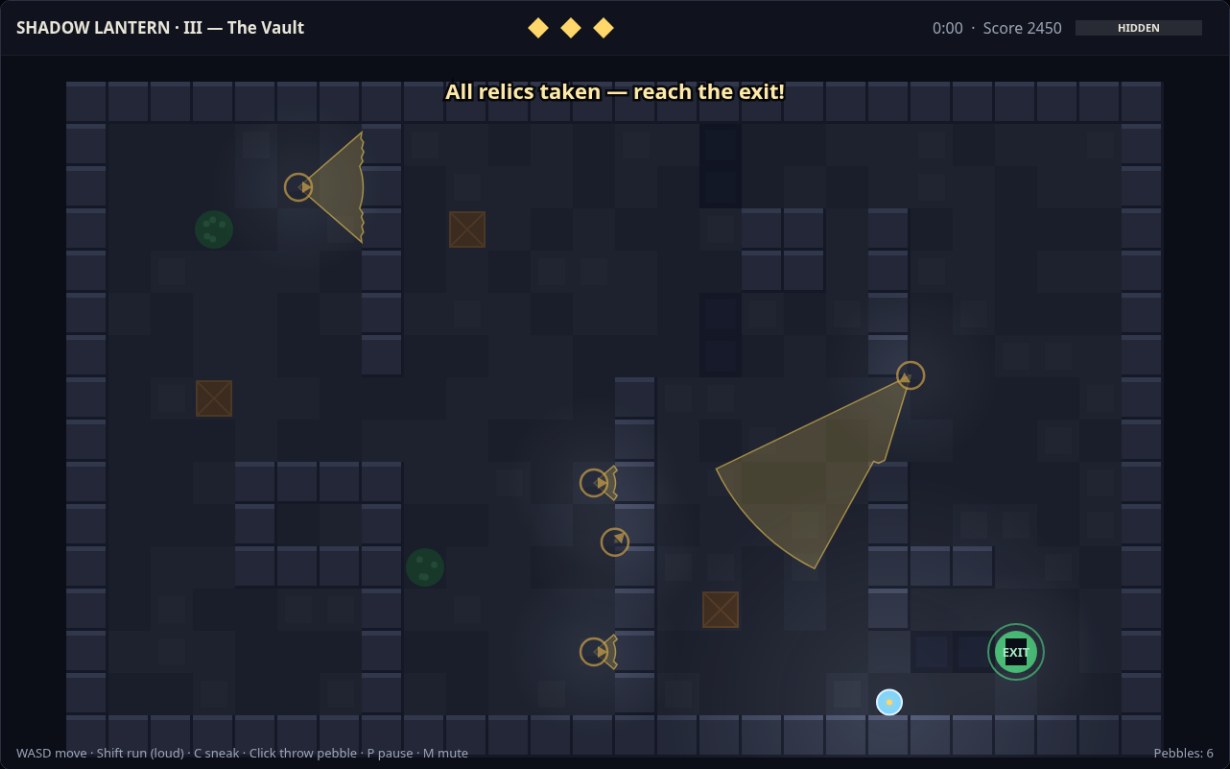 SHADOW LANTERN · III — The Vault
0:00 · Score 2450
HIDDEN
All relics taken — reach the exit!
EXIT
WASD move · Shift run (loud) · C sneak · Click throw pebble · P pause · M mute
Pebbles: 6